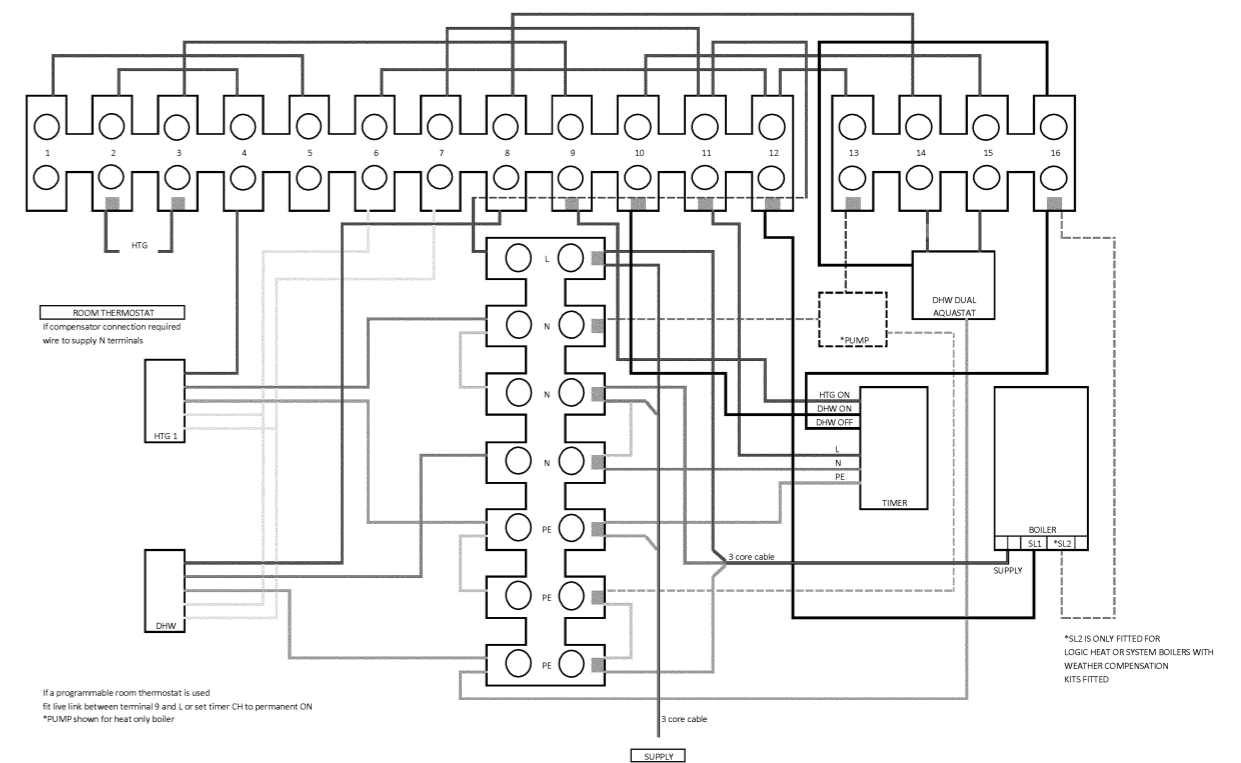 1 2 3 4 5 6 7 8 9 10 11 12 13 14 15 16
HTG
L
DHW DUAL
AQUASTAT
ROOM THERMOSTAT
If compensator connection required
wire to supply N terminals
N
*PUMP
HTG 1
N
HTG ON
DHW ON
DHW OFF
N
L
N
PE
TIMER
PE
BOILER
SL1 *SL2
3 core cable
SUPPLY
PE
DHW
PE
*SL2 IS ONLY FITTED FOR
LOGIC HEAT OR SYSTEM BOILERS WITH
WEATHER COMPENSATION
KITS FITTED
If a programmable room thermostat is used
fit live link between terminal 9 and L or set timer CH to permanent ON
*PUMP shown for heat only boiler
3 core cable
SUPPLY